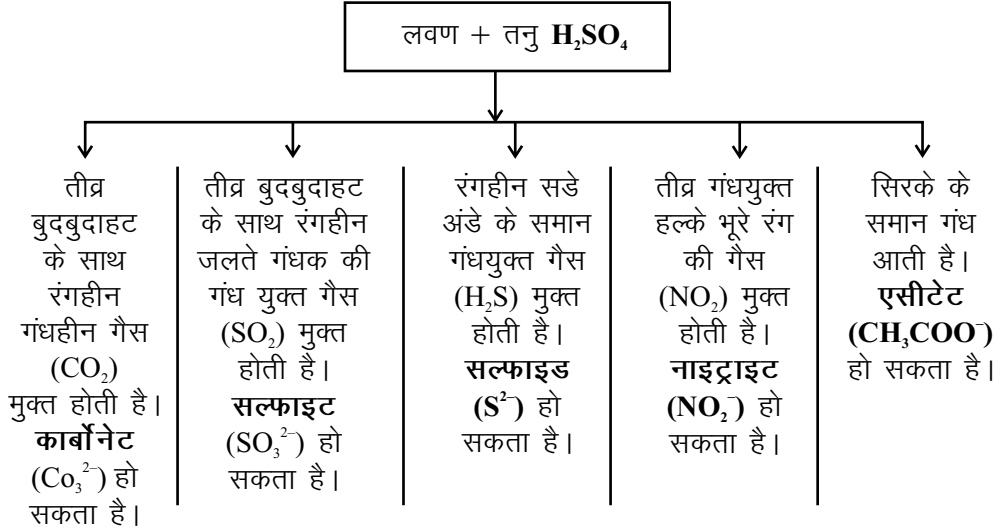 लवण + तनु H₂SO₄
तीव्र
बुदबुदाहट
के साथ
रंगहीन
गंधहीन गैस
(CO₂)
मुक्त होती है।
कार्बोनेट
(Co₃²⁻) हो
सकता है।
तीव्र बुदबुदाहट
के साथ रंगहीन
जलते गंधक की
गंध युक्त गैस
(SO₂) मुक्त
होती है।
सल्फाइट
(SO₃²⁻) हो
सकता है।
रंगहीन सडे
अंडे के समान
गंधयुक्त गैस
(H₂S) मुक्त
होती है।
सल्फाइड
(S²⁻) हो
सकता है।
तीव्र गंधयुक्त
हल्के भूरे रंग
की गैस
(NO₂) मुक्त
होती है।
नाइट्राइट
(NO₂⁻) हो
सकता है।
सिरके के
समान गंध
आती है।
एसीटेट
(CH₃COO⁻)
हो सकता है।